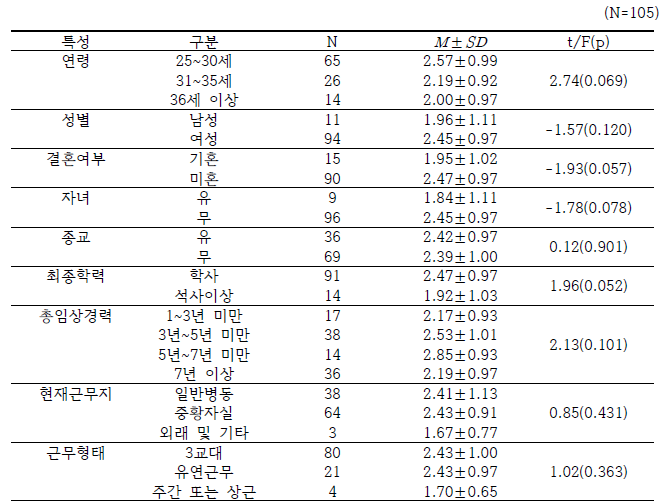 (N=105)
특성 구분 N M±SD t/F(p)
연령 25~30세 65 2.57±0.99
31~35세 26 2.19±0.92 2.74(0.069)
36세 이상 14 2.00±0.97
성별 남성 11 1.96±1.11 -1.57(0.120)
여성 94 2.45±0.97
결혼여부 기혼 15 1.95±1.02 -1.93(0.057)
미혼 90 2.47±0.97
자녀 유 9 1.84±1.11 -1.78(0.078)
무 96 2.45±0.97
종교 유 36 2.42±0.97 0.12(0.901)
무 69 2.39±1.00
최종학력 학사 91 2.47±0.97 1.96(0.052)
석사이상 14 1.92±1.03
총임상경력 1~3년 미만 17 2.17±0.93
3년~5년 미만 38 2.53±1.01 2.13(0.101)
5년~7년 미만 14 2.85±0.93
7년 이상 36 2.19±0.97
현재근무지 일반병동 38 2.41±1.13
중황자실 64 2.43±0.91 0.85(0.431)
외래 및 기타 3 1.67±0.77
근무형태 3교대 80 2.43±1.00
유연근무 21 2.43±0.97 1.02(0.363)
주간 또는 상근 4 1.70±0.65